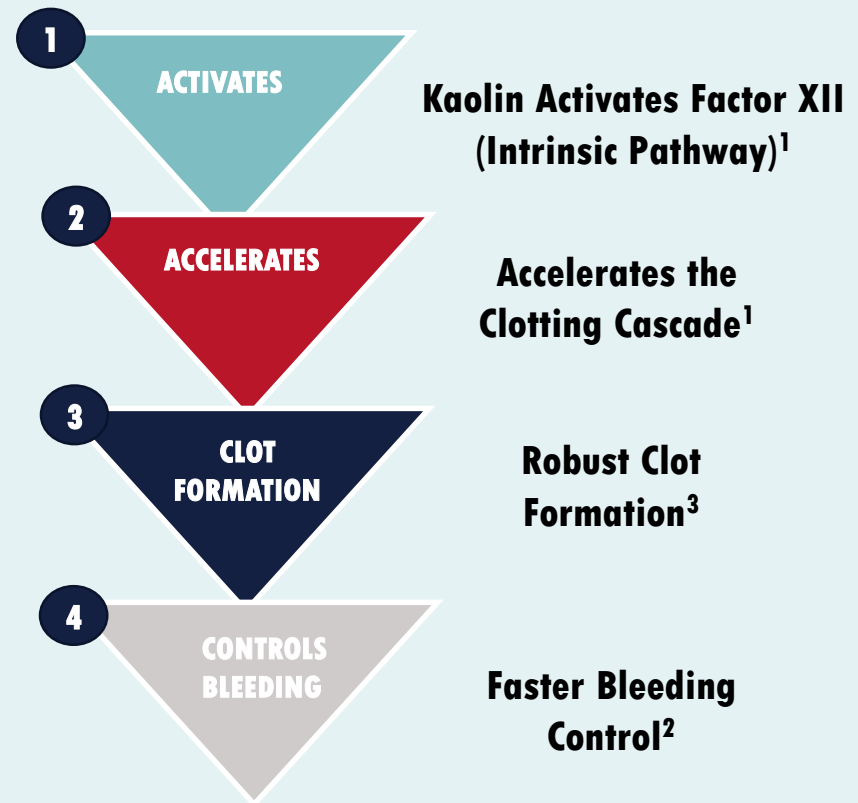 1
ACTIVATES
Kaolin Activates Factor XII
(Intrinsic Pathway)¹
2
ACCELERATES
Accelerates the
Clotting Cascade¹
3
CLOT
FORMATION
Robust Clot
Formation³
4
CONTROLS
BLEEDING
Faster Bleeding
Control²